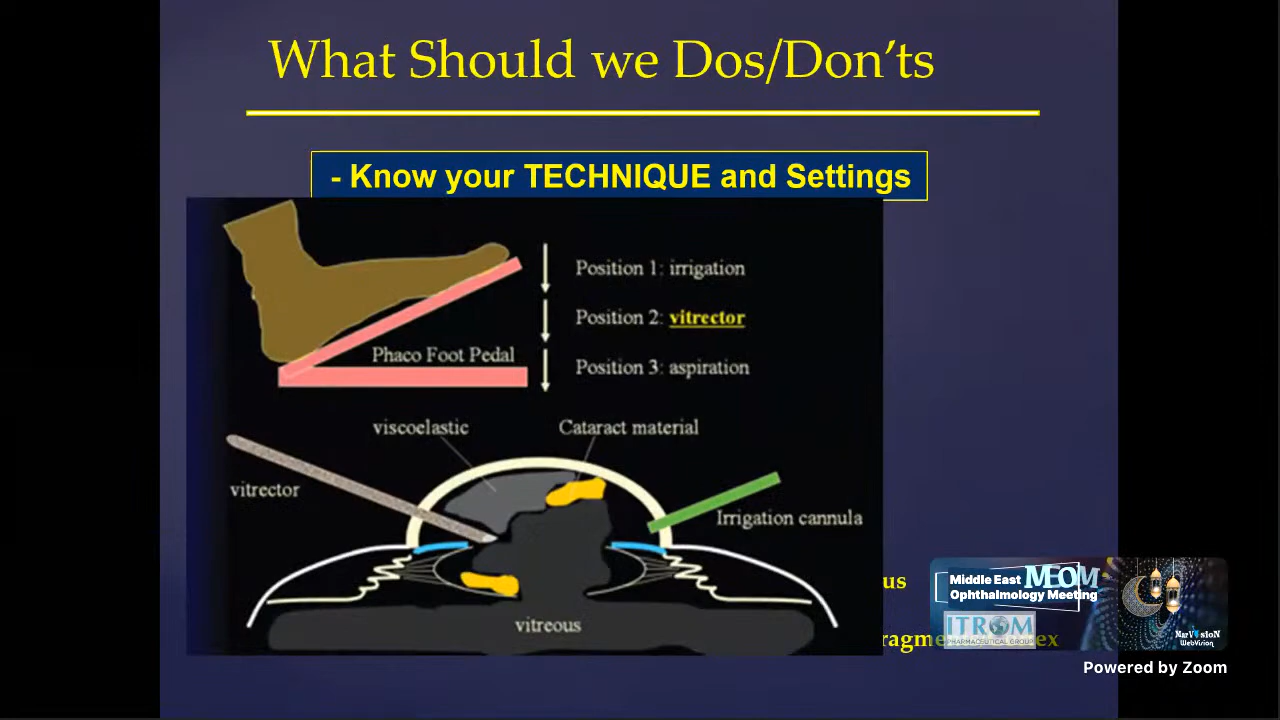 What Should we Dos/Don'ts
- Know your TECHNIQUE and Settings
Position 1: irrigation
Position 2: vitrector
Position 3: aspiration
Phaco Foot Pedal
viscoelastic
Cataract material
vitrector
Irrigation cannula
vitreous
Middle East MEOM
Ophthalmology Meeting
ITROM
PHARMACEUTICAL GROUP
NarVisioN
WebVision
Powered by Zoom